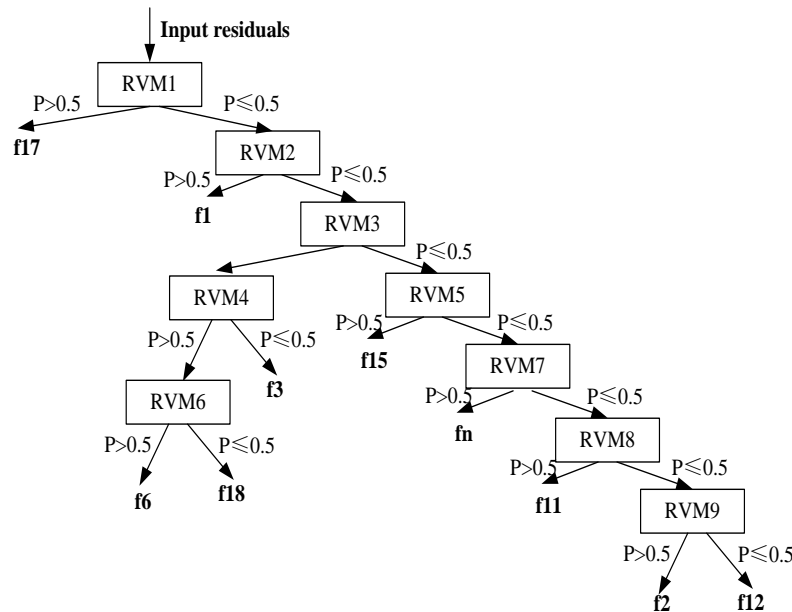 Input residuals
RVM1
P>0.5
P≤0.5
f17
RVM2
P>0.5
P≤0.5
f1
RVM3
P≤0.5
RVM4
RVM5
P>0.5
P≤0.5
P>0.5
P≤0.5
f15
f3
RVM7
RVM6
P>0.5
P≤0.5
fn
P>0.5
P≤0.5
RVM8
f6
f18
P>0.5
P≤0.5
f11
RVM9
P>0.5
P≤0.5
f2
f12